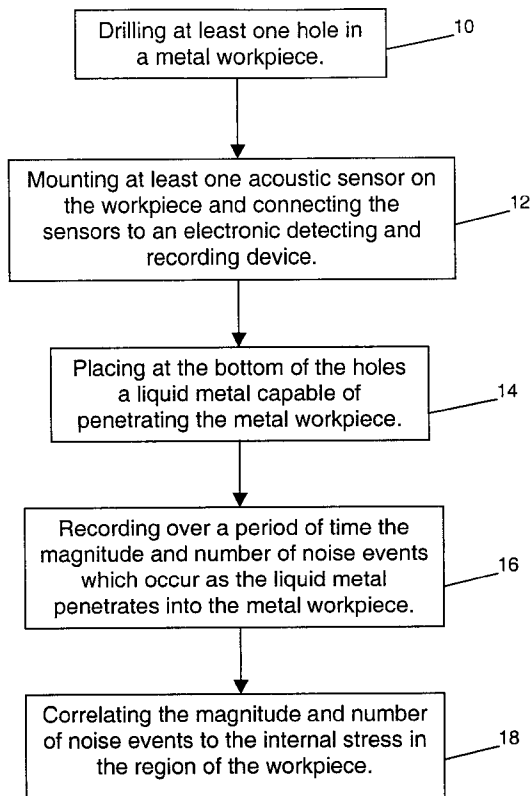 Drilling at least one hole in
a metal workpiece.
10
Mounting at least one acoustic sensor on
the workpiece and connecting the
sensors to an electronic detecting and
recording device.
12
Placing at the bottom of the holes
a liquid metal capable of
penetrating the metal workpiece.
14
Recording over a period of time the
magnitude and number of noise events
which occur as the liquid metal
penetrates into the metal workpiece.
16
Correlating the magnitude and number
of noise events to the internal stress in
the region of the workpiece.
18